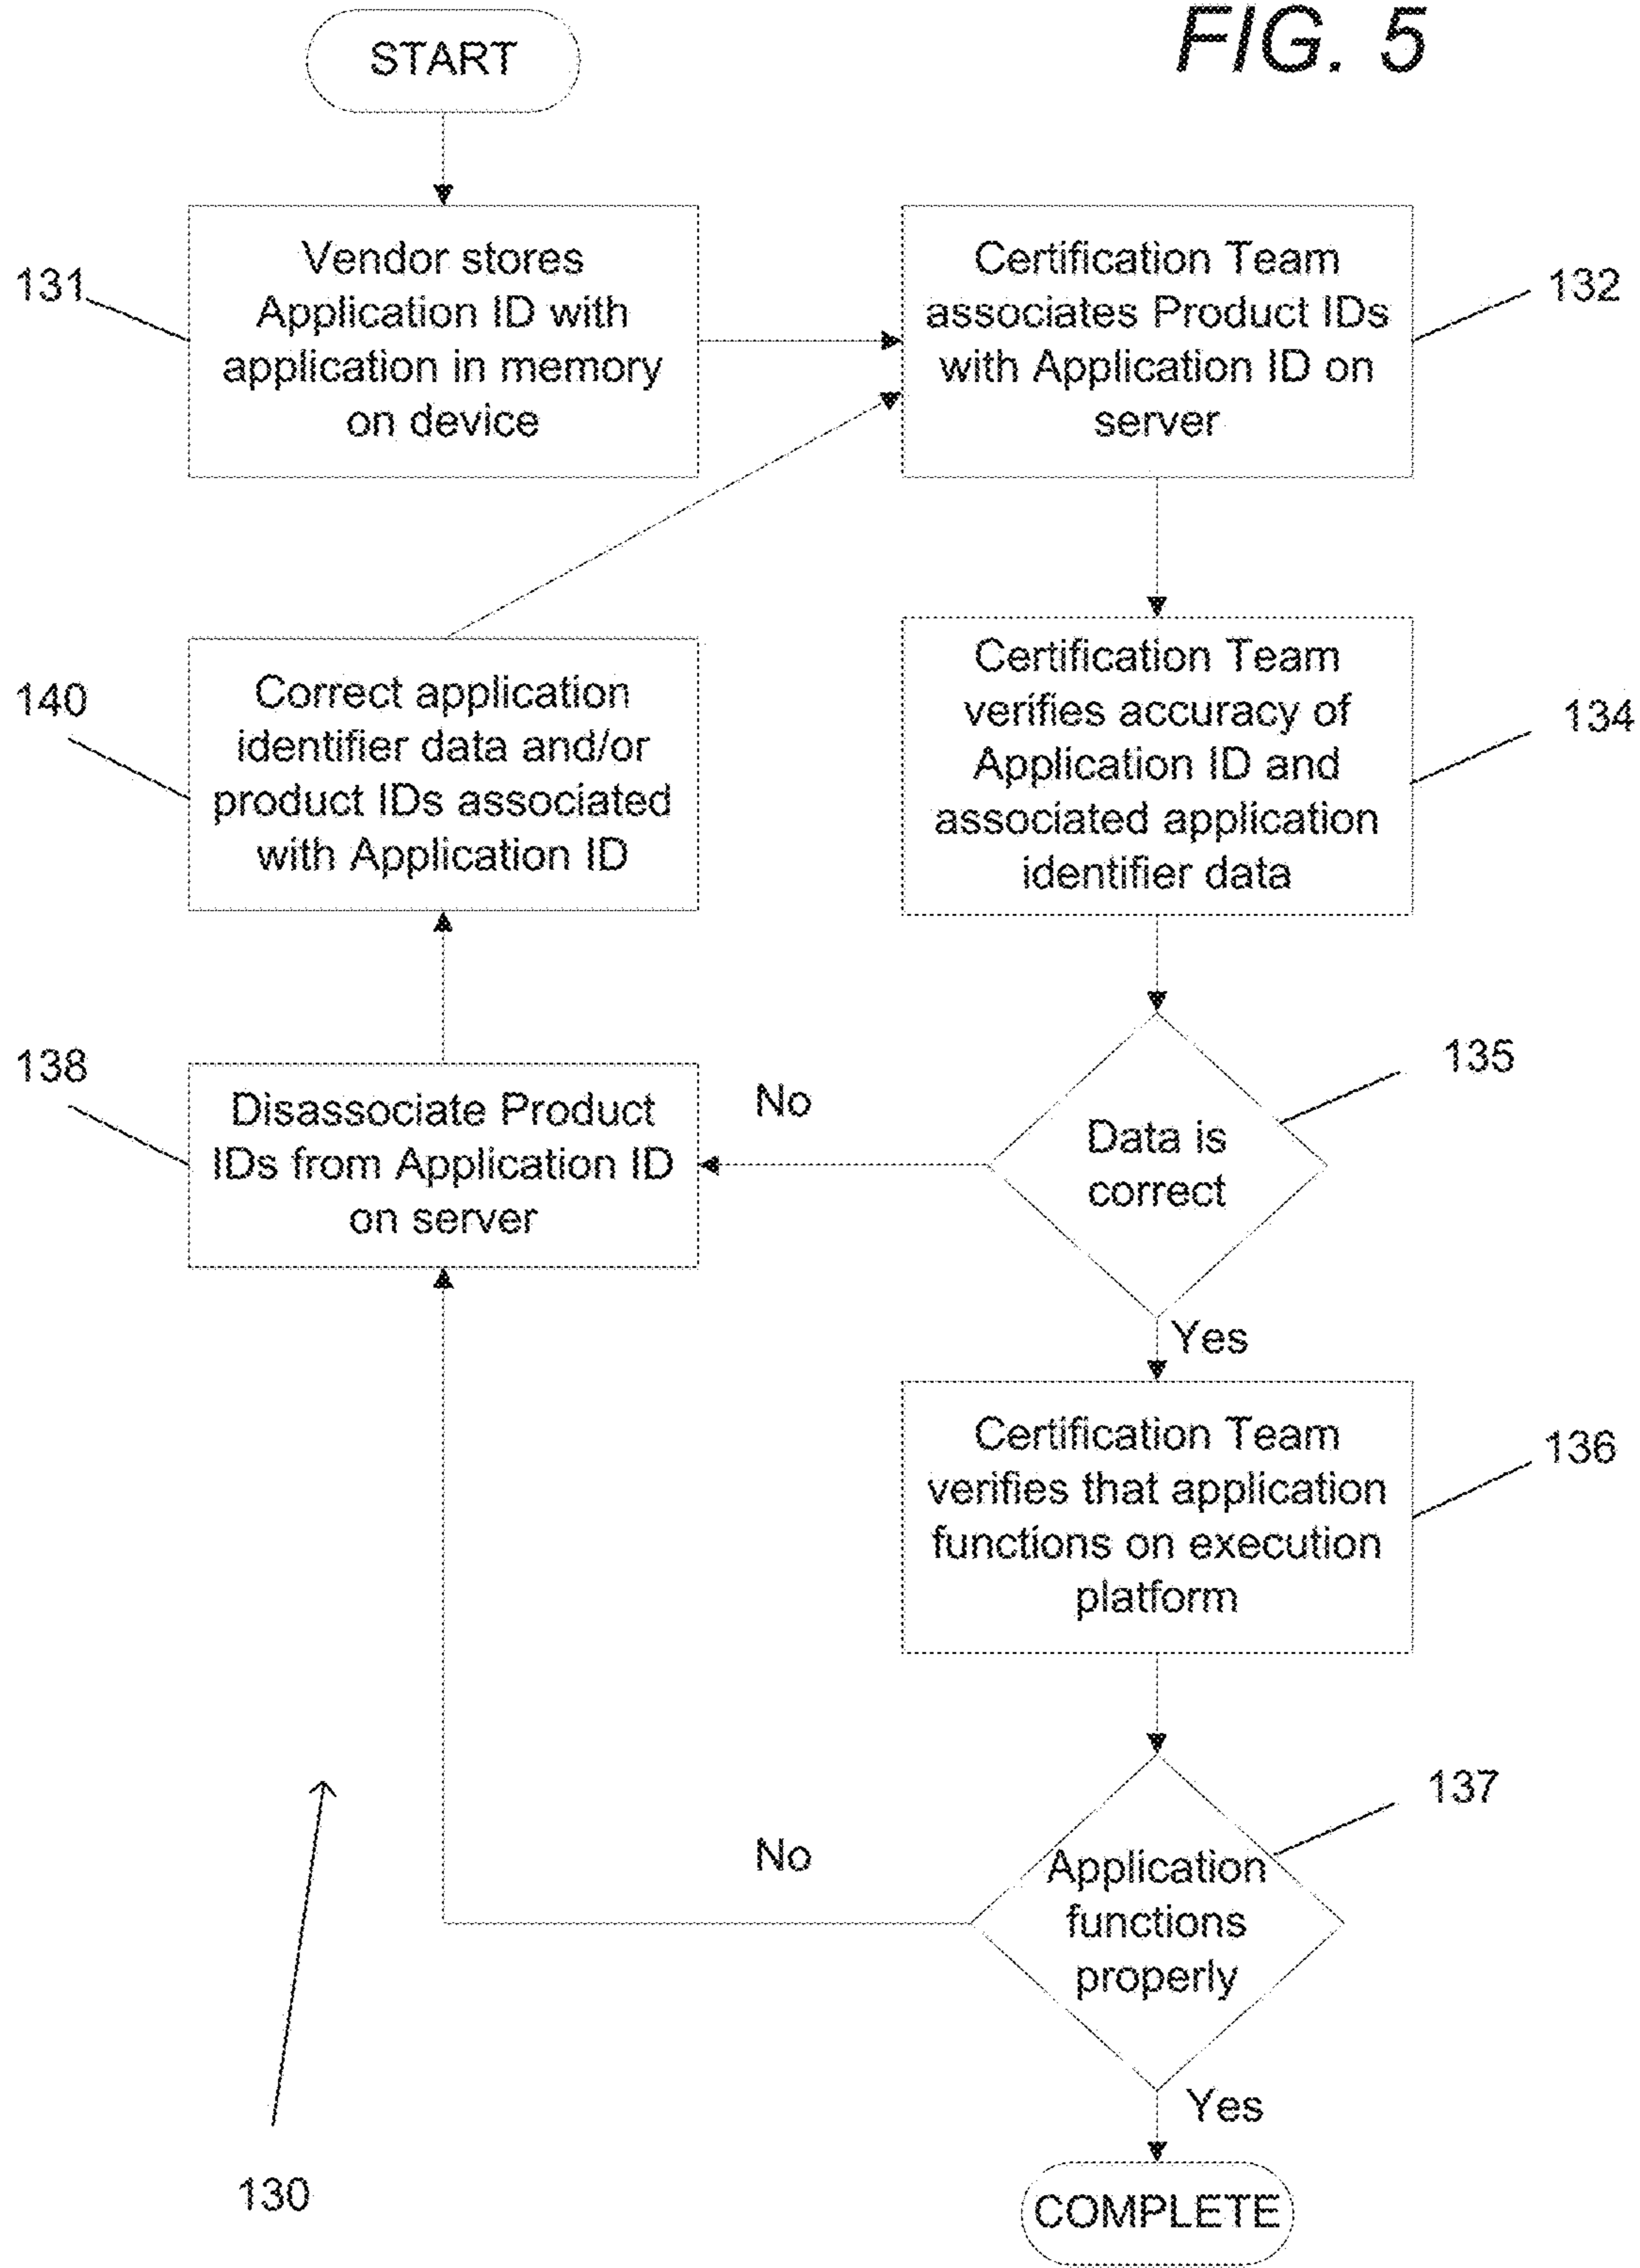 FIG. 5
START
131
Vendor stores
Application ID with
application in memory
on device
Certification Team
associates Product IDs
with Application ID on
server
132
140
Correct application
identifier data and/or
product IDs associated
with Application ID
Certification Team
verifies accuracy of
Application ID and
associated application
identifier data
134
138
Disassociate Product
IDs from Application ID
on server
No
Data is
correct
135
Yes
Certification Team
verifies that application
functions on execution
platform
136
No
Application
functions
properly
137
Yes
130
COMPLETE